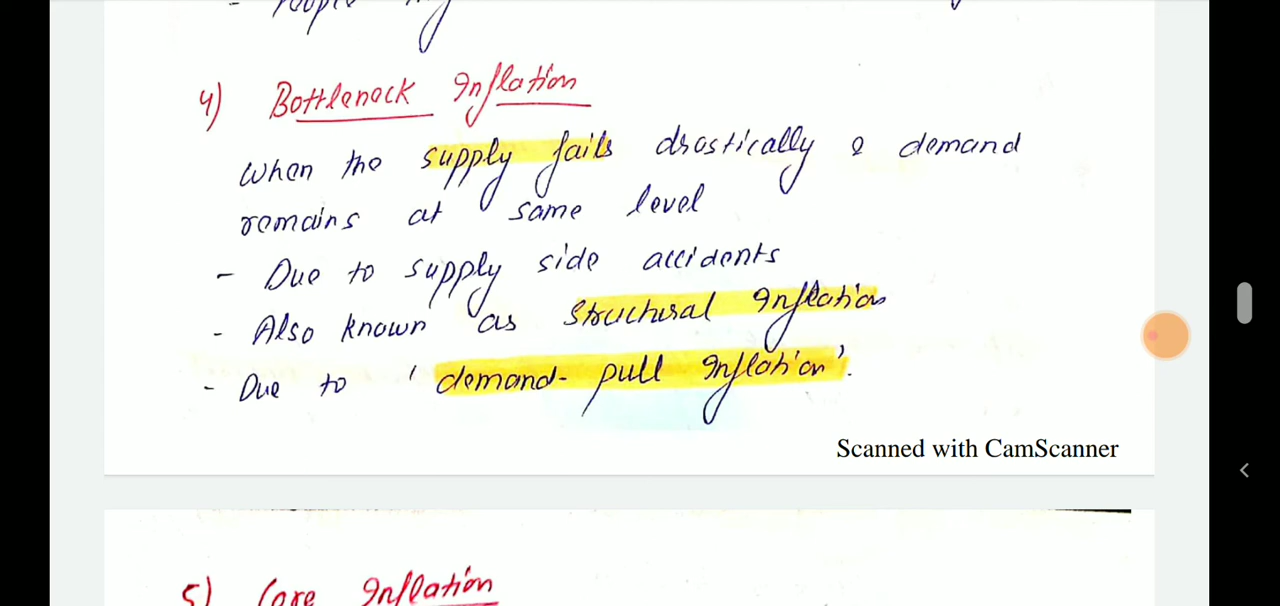 - People
4) Bottleneck Inflation
When the supply fails drastically & demand
remains at same level
- Due to supply side accidents
- Also known as Structural Inflation
- Due to 'demand-pull Inflation'.
Scanned with CamScanner
5) Core Inflation